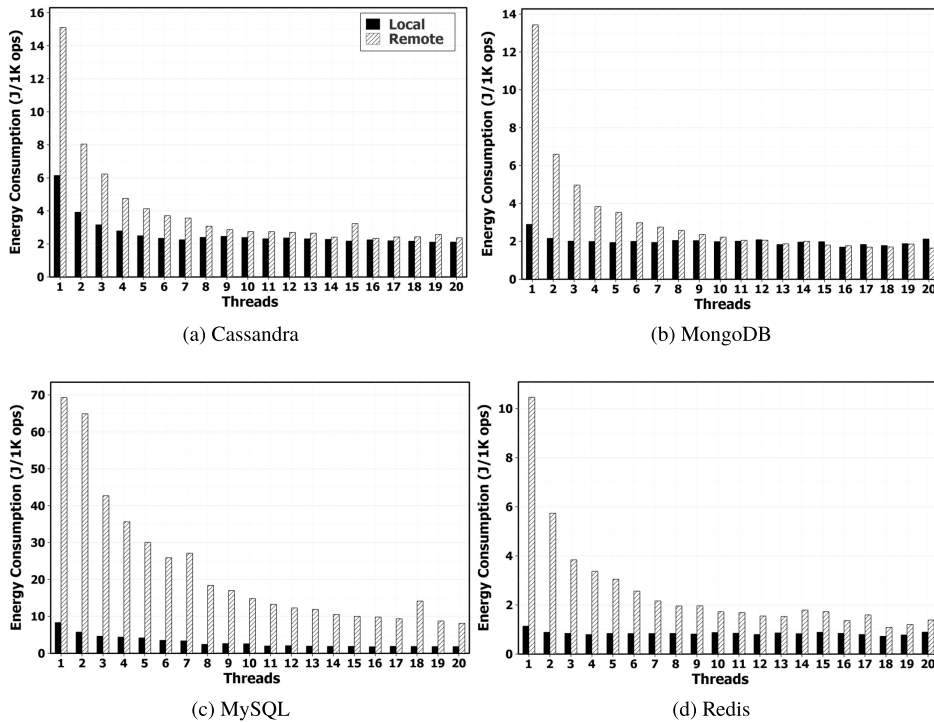 Energy Consumption (J/1K ops)
16
14
12
10
8
6
4
2
0
Local
Remote
1 2 3 4 5 6 7 8 9 10 11 12 13 14 15 16 17 18 19 20
Threads
(a) Cassandra
Energy Consumption (J/1K ops)
14
12
10
8
6
4
2
0
1 2 3 4 5 6 7 8 9 10 11 12 13 14 15 16 17 18 19 20
Threads
(b) MongoDB
Energy Consumption (J/1K ops)
70
60
50
40
30
20
10
0
1 2 3 4 5 6 7 8 9 10 11 12 13 14 15 16 17 18 19 20
Threads
(c) MySQL
Energy Consumption (J/1K ops)
10
8
6
4
2
0
1 2 3 4 5 6 7 8 9 10 11 12 13 14 15 16 17 18 19 20
Threads
(d) Redis